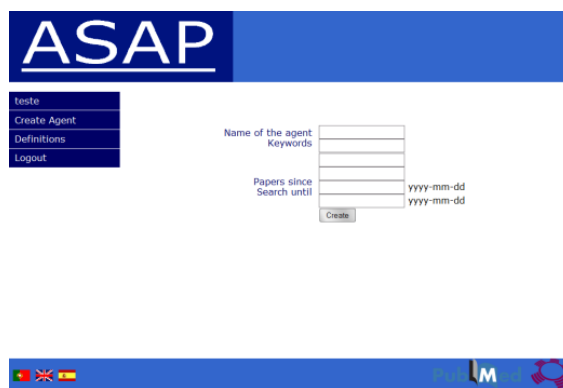 ASAP
teste
Create Agent
Definitions
Logout
Name of the agent
Keywords
Papers since
yyyy-mm-dd
Search until
yyyy-mm-dd
Create
PubMed